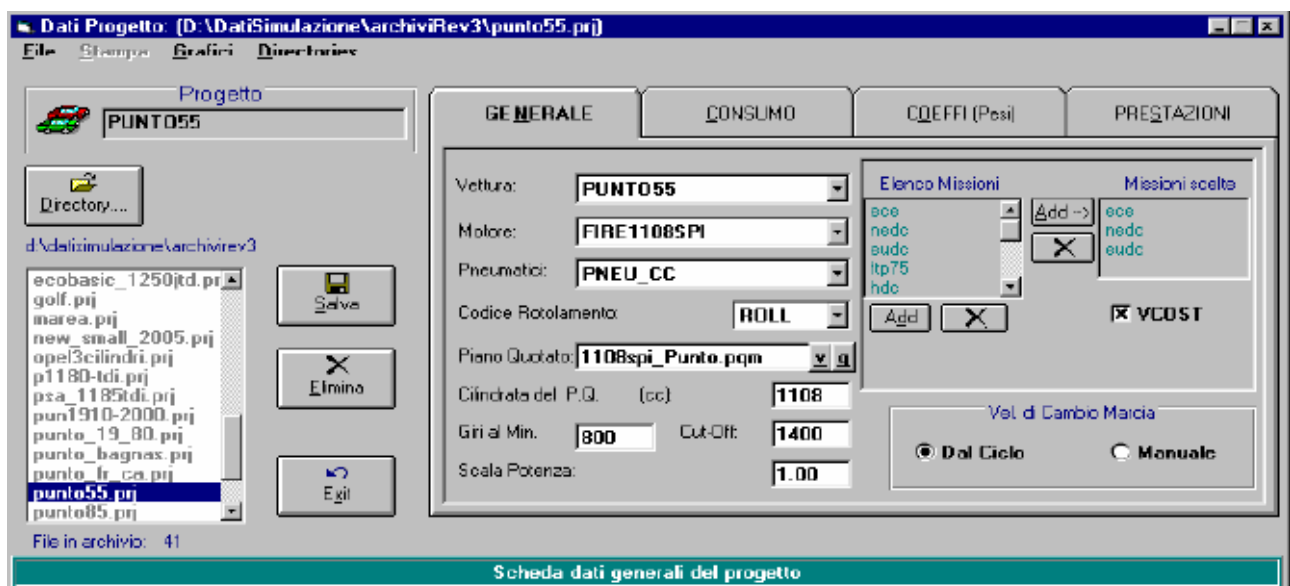 Dati Progetto: (D:\DatiSimulazione\archiviRev3\punto55.prj)
File Stampa Grafici Directories
Progetto
PUNTO55
Directory....
d:\datisimulazione\archivirev3
ecobasic_1250jtd.pr
golf.prj
marea.prj
new_small_2005.prj
opel3cilindri.prj
p1180-tdi.prj
psa_1185tdi.prj
pun1910-2000.prj
punto_19_80.prj
punto_bagnas.prj
punto_fr_ca.prj
punto55.prj
punto85.prj
File in archivio: 41
Salva
Elimina
Exit
GENERALE
CONSUMO
COEFFI (Pesi)
PRESTAZIONI
Vettura: PUNTO55
Motore: FIRE1108SPI
Pneumatici: PNEU_CC
Codice Rotolamento: ROLL
Piano Quotato: 1108spi_Punto.pqm v g
Cilindrata del P.Q. (cc) 1108
Giri al Min. 800 Cut-Off: 1400
Scala Potenza: 1.00
Elenco Missioni
ece
nedc
eudc
ftp75
hdc
Add
Add ->
Missioni scelte
ece
nedc
eudc
VCOST
Vel. di Cambio Marcia
Dal Ciclo
Manuale
Scheda dati generali del progetto